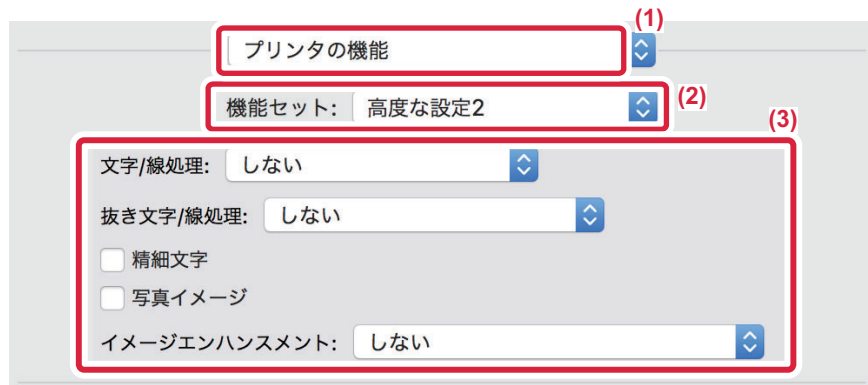 (1)
プリンタの機能
機能セット: 高度な設定2
(2)
(3)
文字/線処理: しない
抜き文字/線処理: しない
精細文字
写真イメージ
イメージエンハンスメント: しない